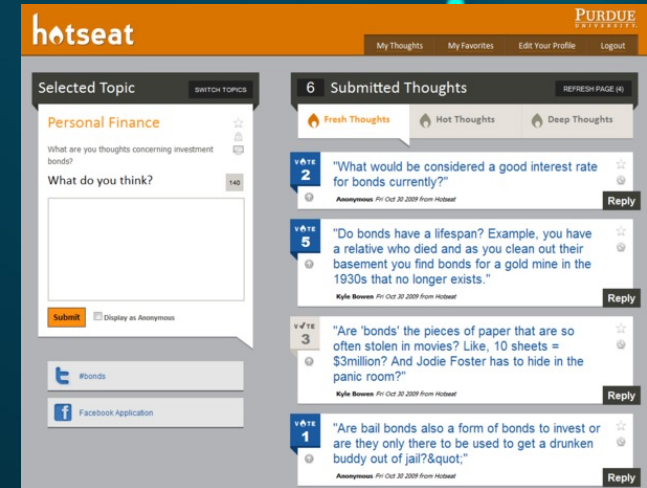 hotseat
PURDUE
UNIVERSITY
My Thoughts My Favorites Edit Your Profile Logout
Selected Topic SWITCH TOPICS
Personal Finance
What are you thoughts concerning investment
bonds?
What do you think? 140
Submit Display as Anonymous
#bonds
Facebook Application
6 Submitted Thoughts REFRESH PAGE (4)
Fresh Thoughts Hot Thoughts Deep Thoughts
VOTE
2
"What would be considered a good interest rate
for bonds currently?"
Anonymous Fri Oct 30 2009 from Hotseat
Reply
VOTE
5
"Do bonds have a lifespan? Example, you have
a relative who died and as you clean out their
basement you find bonds for a gold mine in the
1930s that no longer exists."
Kyle Bowen Fri Oct 30 2009 from Hotseat
Reply
VOTE
3
"Are 'bonds' the pieces of paper that are so
often stolen in movies? Like, 10 sheets =
$3million? And Jodie Foster has to hide in the
panic room?"
Kyle Bowen Fri Oct 30 2009 from Hotseat
Reply
VOTE
1
"Are bail bonds also a form of bonds to invest or
are they only there to be used to get a drunken
buddy out of jail?&quot;"
Anonymous Fri Oct 30 2009 from Hotseat
Reply